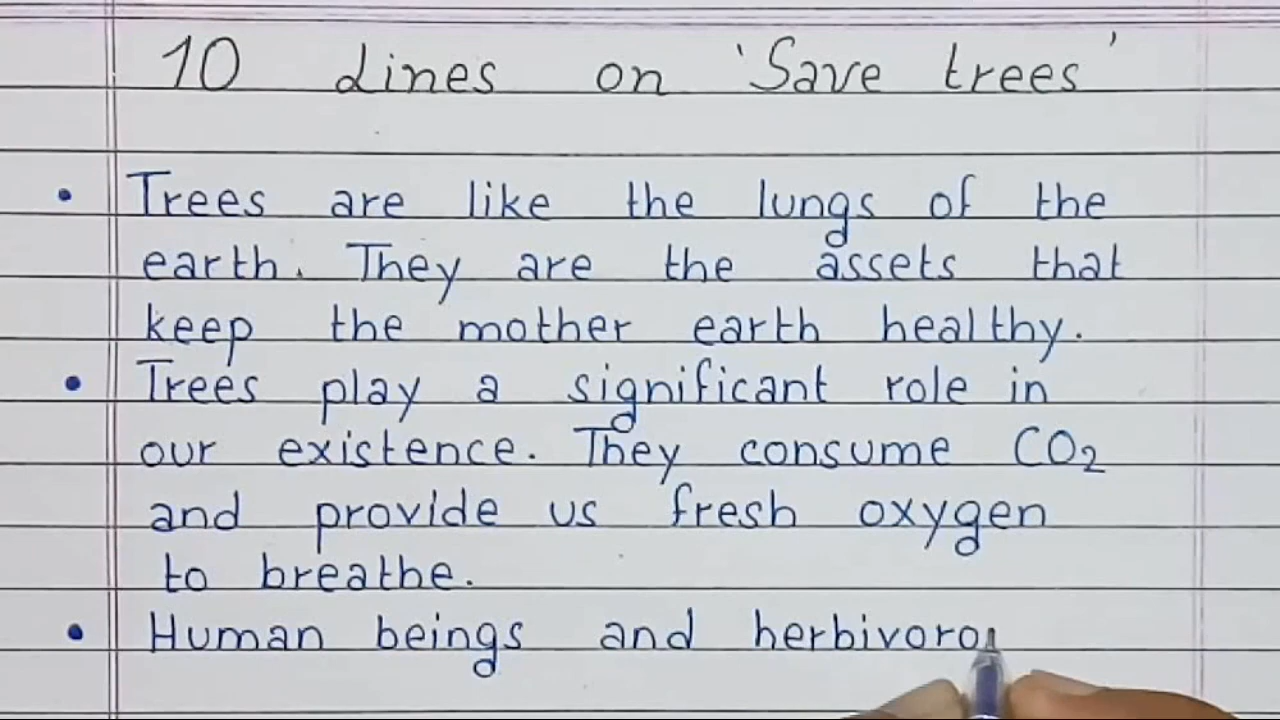 10 Lines on 'Save trees'
• Trees are like the lungs of the
earth. They are the assets that
keep the mother earth healthy.
• Trees play a significant role in
our existence. They consume CO₂
and provide us fresh oxygen
to breathe.
• Human beings and herbivoro